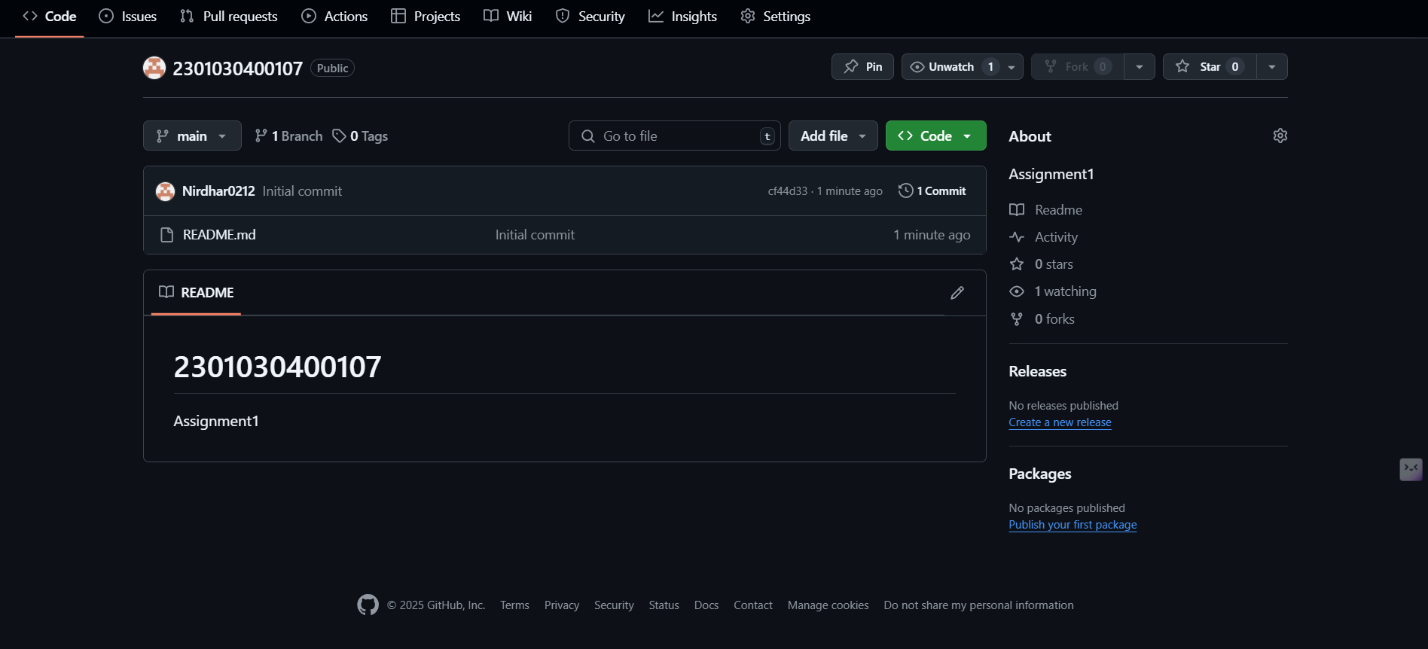 Code Issues Pull requests Actions Projects Wiki Security Insights Settings
2301030400107 Public Pin Unwatch 1 Fork 0 Star 0
main 1 Branch 0 Tags Go to file t Add file Code
About
Assignment1
Nirdhar0212 Initial commit cf44d33 · 1 minute ago 1 Commit
README.md Initial commit 1 minute ago
Readme
Activity
0 stars
1 watching
0 forks
README
2301030400107
Assignment1
Releases
No releases published
Create a new release
Packages
No packages published
Publish your first package
© 2025 GitHub, Inc. Terms Privacy Security Status Docs Contact Manage cookies Do not share my personal information